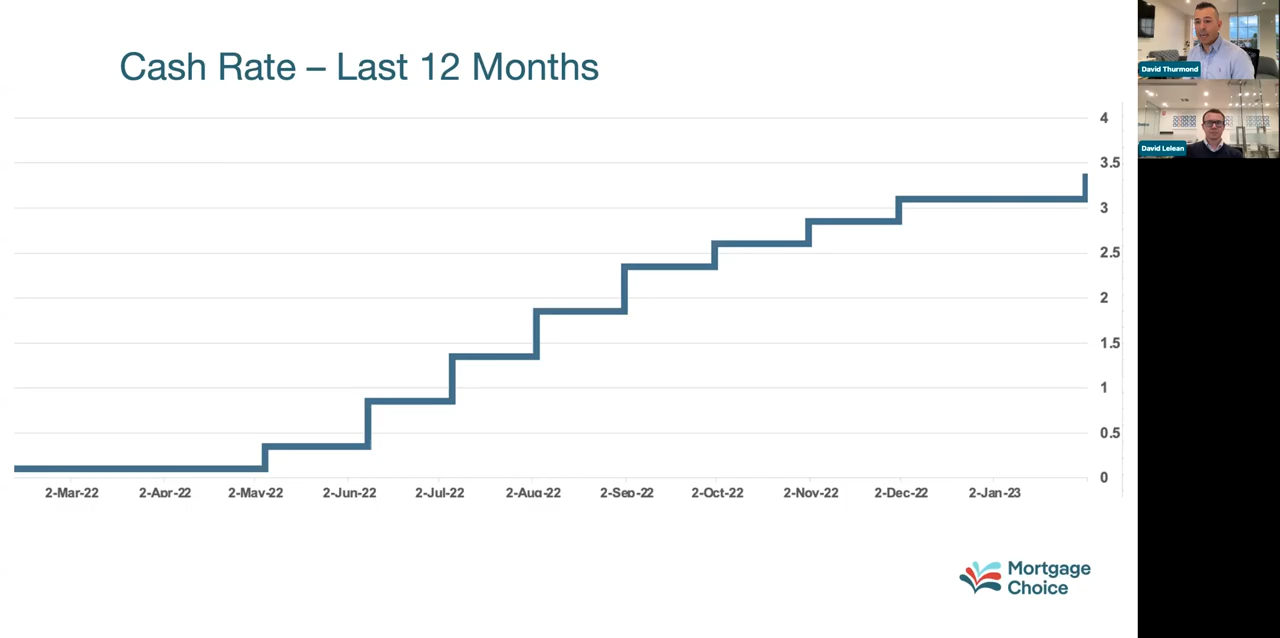 Cash Rate – Last 12 Months
4
3.5
3
2.5
2
1.5
1
0.5
0
2-Mar-22 2-Apr-22 2-May-22 2-Jun-22 2-Jul-22 2-Aug-22 2-Sep-22 2-Oct-22 2-Nov-22 2-Dec-22 2-Jan-23
Mortgage
Choice
David Thurmond
David Lelean